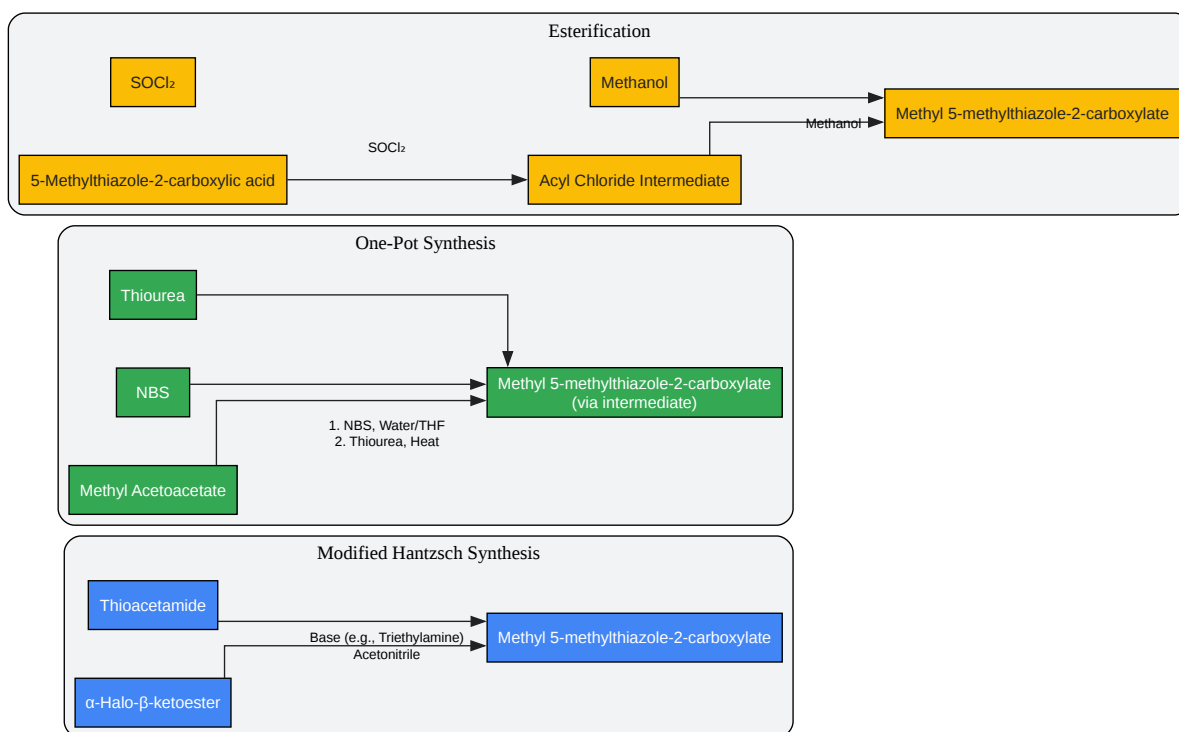 Esterification
SOCl₂
Methanol
Methyl 5-methylthiazole-2-carboxylate
Methanol
SOCl₂
5-Methylthiazole-2-carboxylic acid
Acyl Chloride Intermediate
One-Pot Synthesis
Thiourea
NBS
Methyl 5-methylthiazole-2-carboxylate
(via intermediate)
1. NBS, Water/THF
2. Thiourea, Heat
Methyl Acetoacetate
Modified Hantzsch Synthesis
Thioacetamide
Methyl 5-methylthiazole-2-carboxylate
Base (e.g., Triethylamine)
Acetonitrile
α-Halo-β-ketoester